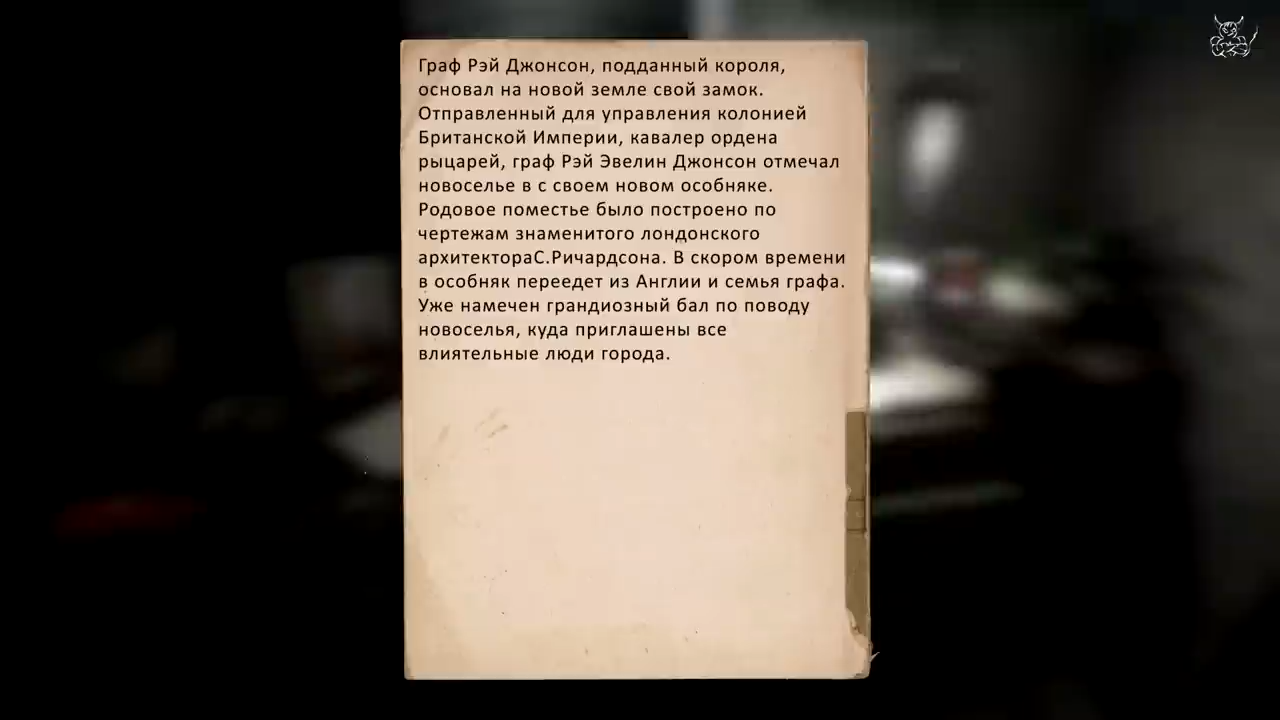 Граф Рэй Джонсон, подданный короля,
основал на новой земле свой замок.
Отправленный для управления колонией
Британской Империи, кавалер ордена
рыцарей, граф Рэй Эвелин Джонсон отмечал
новоселье в с своем новом особняке.
Родовое поместье было построено по
чертежам знаменитого лондонского
архитектораС.Ричардсона. В скором времени
в особняк переедет из Англии и семья графа.
Уже намечен грандиозный бал по поводу
новоселья, куда приглашены все
влиятельные люди города.